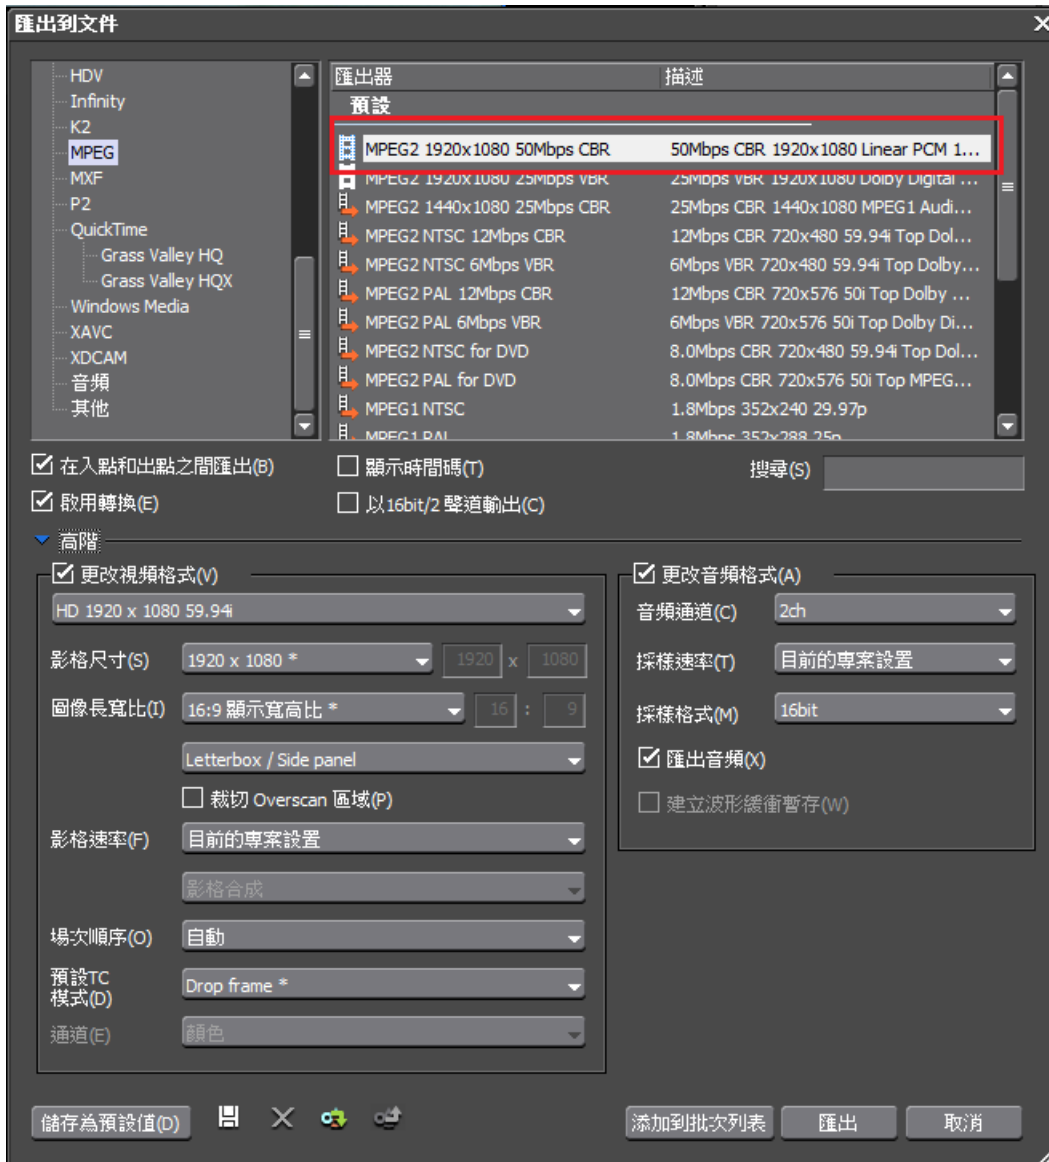 匯出到文件
HDV
Infinity
K2
MPEG
MXF
P2
QuickTime
Grass Valley HQ
Grass Valley HQX
Windows Media
XAVC
XDCAM
音頻
其他
匯出器 描述
預設
MPEG2 1920x1080 50Mbps CBR 50Mbps CBR 1920x1080 Linear PCM 1...
MPEG2 1920x1080 25Mbps VBR 25Mbps VBR 1920x1080 Dolby Digital ...
MPEG2 1440x1080 25Mbps CBR 25Mbps CBR 1440x1080 MPEG1 Audi...
MPEG2 NTSC 12Mbps CBR 12Mbps CBR 720x480 59.94i Top Dol...
MPEG2 NTSC 6Mbps VBR 6Mbps VBR 720x480 59.94i Top Dolby...
MPEG2 PAL 12Mbps CBR 12Mbps CBR 720x576 50i Top Dolby ...
MPEG2 PAL 6Mbps VBR 6Mbps VBR 720x576 50i Top Dolby Di...
MPEG2 NTSC for DVD 8.0Mbps CBR 720x480 59.94i Top Dol...
MPEG2 PAL for DVD 8.0Mbps CBR 720x576 50i Top MPEG...
MPEG1 NTSC 1.8Mbps 352x240 29.97p
MPEG1 PAL 1.8Mbps 352x288 25p
在入點和出點之間匯出(B) 顯示時間碼(T) 搜尋(S)
啟用轉換(E) 以16bit/2 聲道輸出(C)
高階
更改視頻格式(V)
HD 1920 x 1080 59.94i
影格尺寸(S) 1920 x 1080 * 1920 x 1080
圖像長寬比(I) 16:9 顯示寬高比 * 16 : 9
Letterbox / Side panel
裁切 Overscan 區域(P)
影格速率(F) 目前的專案設置
影格合成
場次順序(O) 自動
預設TC
模式(D) Drop frame *
通道(E) 顏色
更改音頻格式(A)
音頻通道(C) 2ch
採樣速率(T) 目前的專案設置
採樣格式(M) 16bit
匯出音頻(X)
建立波形緩衝暫存(W)
儲存為預設值(D) 添加到批次列表 匯出 取消